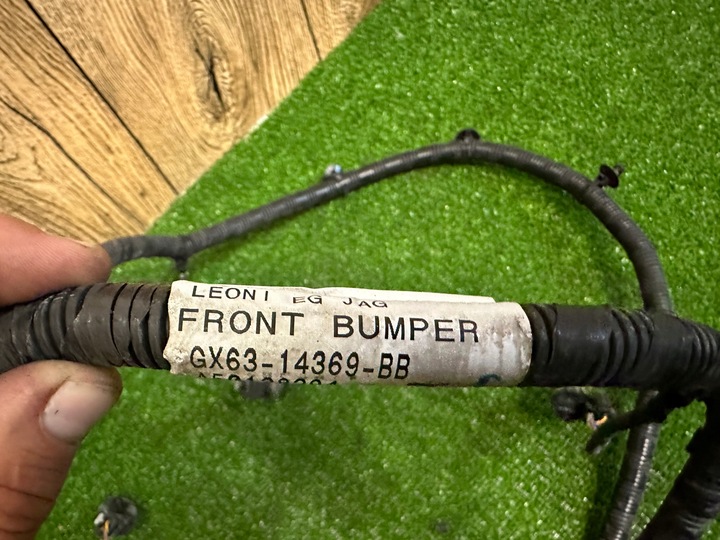 LEONI EG JAG
FRONT BUMPER
GX63-14369-BB